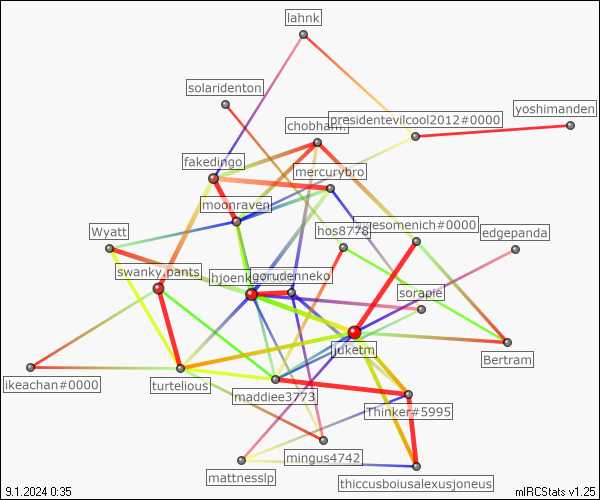 lahnk
solaridenton
yoshimanden
presidentevilcool2012#0000
chobham.
fakedingo
mercurybro
moonraven
esomenich#0000
Wyatt
hos8778
edgepanda
swanky.pants
hjoenk
gorudenneko
sorapie
juketm
Bertram
ikeachan#0000
turtelious
maddiee3773
Thinker#5995
mingus4742
mattnesslp
thiccusboiusalexusjoneus
9.1.2024 0:35
mIRCStats v1.25